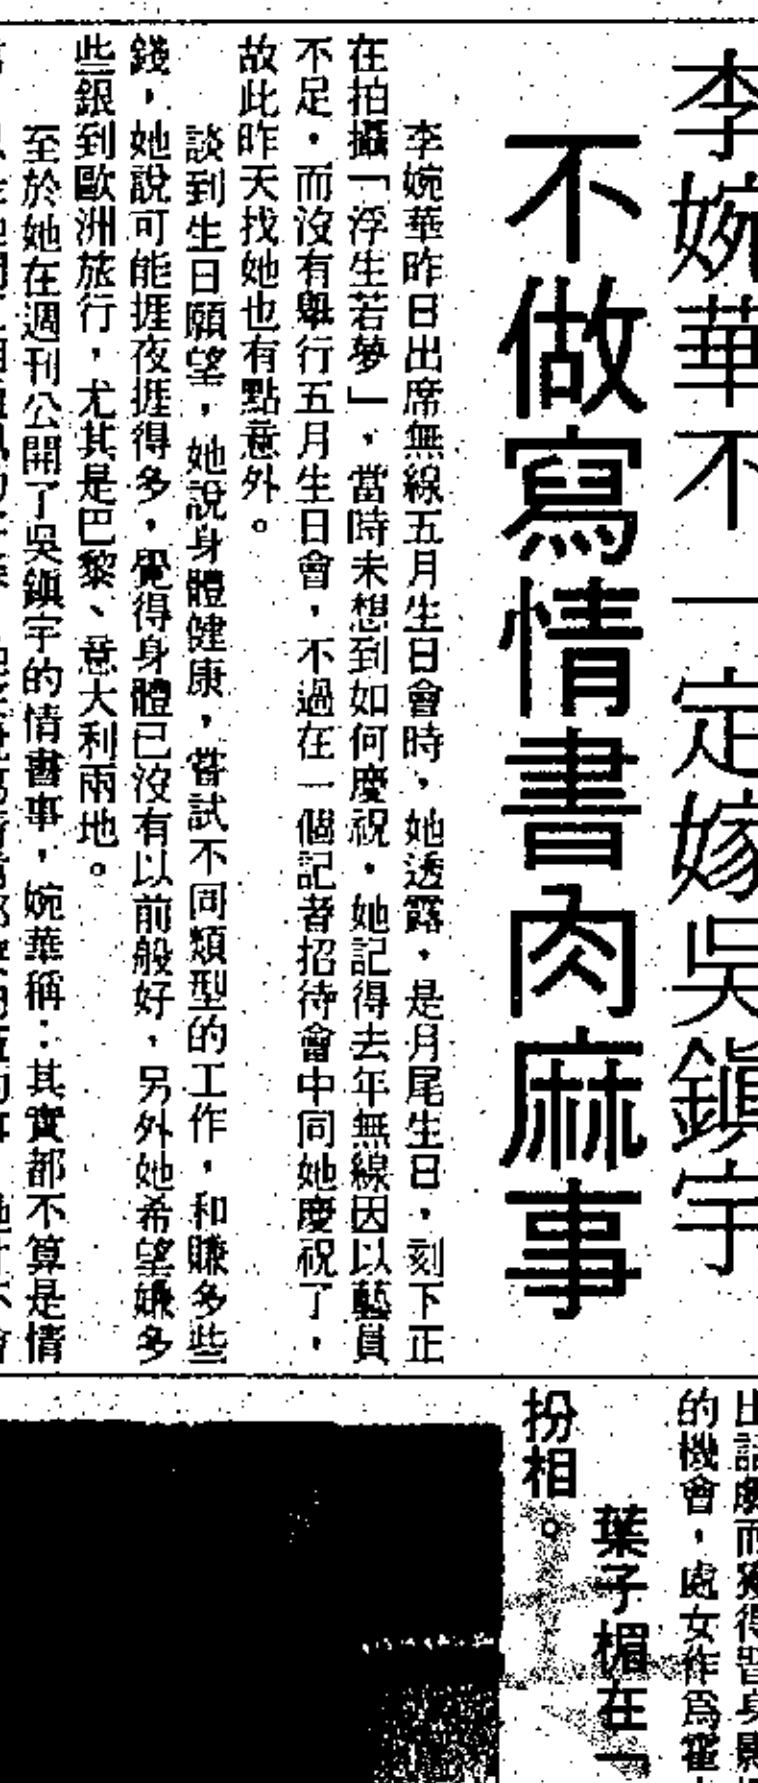 李婉華不一定嫁吳鎮宇
不做寫情書肉麻事
李婉華昨日出席無線五月生日會時，她透露，是月尾生日，刻下正
在拍攝「浮生若夢」，當時未想到如何慶祝，她記得去年無線因以藝員
不足，而沒有舉行五月生日會，不過在一個記者招待會中同她慶祝了，
故此昨天找她也有點意外。
談到生日願望，她說身體健康，嘗試不同類型的工作，和賺多些
錢，她說可能捱夜捱得多，覺得身體已沒有以前般好，另外她希望賺多
些銀到歐洲旅行，尤其是巴黎、意大利兩地。
至於她在週刊公開了吳鎮宇的情書事，婉華稱：其實都不算是情
的機會，處女作爲霍
葉子楣在「
扮相。